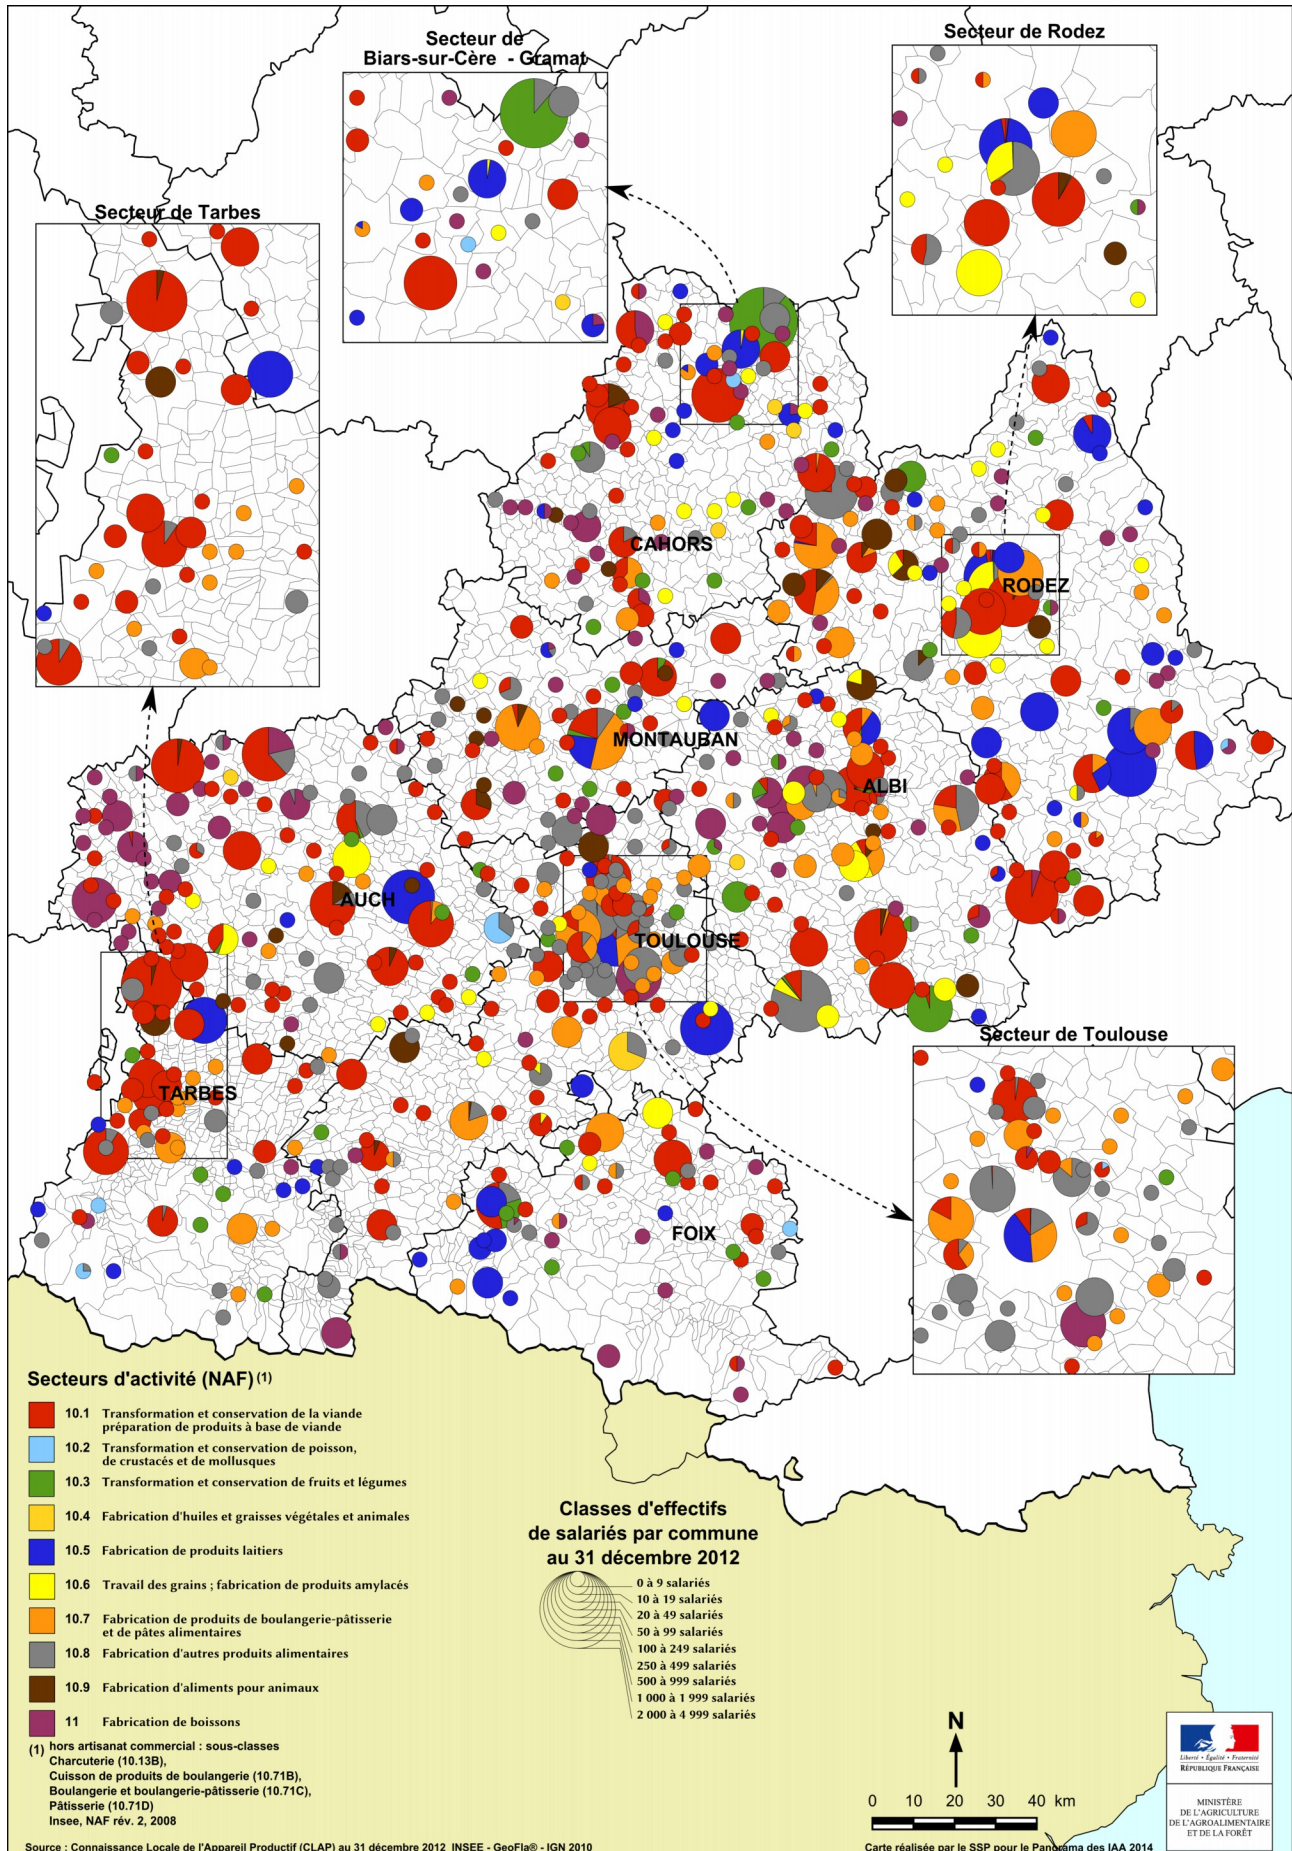 Secteur de
Biars-sur-Cère - Gramat
Secteur de Rodez
Secteur de Tarbes
CAHORS
RODEZ
MONTAUBAN
ALBI
AUCH
TOULOUSE
TARBES
FOIX
Secteur de Toulouse
Secteurs d'activité (NAF) (1)
10.1 Transformation et conservation de la viande
préparation de produits à base de viande
10.2 Transformation et conservation de poisson,
de crustacés et de mollusques
10.3 Transformation et conservation de fruits et légumes
10.4 Fabrication d'huiles et graisses végétales et animales
10.5 Fabrication de produits laitiers
10.6 Travail des grains ; fabrication de produits amylacés
10.7 Fabrication de produits de boulangerie-pâtisserie
et de pâtes alimentaires
10.8 Fabrication d'autres produits alimentaires
10.9 Fabrication d'aliments pour animaux
11 Fabrication de boissons
(1) hors artisanat commercial : sous-classes
Charcuterie (10.13B),
Cuisson de produits de boulangerie (10.71B),
Boulangerie et boulangerie-pâtisserie (10.71C),
Pâtisserie (10.71D)
Insee, NAF rév. 2, 2008
Classes d'effectifs
de salariés par commune
au 31 décembre 2012
0 à 9 salariés
10 à 19 salariés
20 à 49 salariés
50 à 99 salariés
100 à 249 salariés
250 à 499 salariés
500 à 999 salariés
1 000 à 1 999 salariés
2 000 à 4 999 salariés
N
0 10 20 30 40 km
Liberté • Égalité • Fraternité
RÉPUBLIQUE FRANÇAISE
MINISTÈRE
DE L'AGRICULTURE
DE L'AGROALIMENTAIRE
ET DE LA FORÊT
Source : Connaissance Locale de l'Appareil Productif (CLAP) au 31 décembre 2012 INSEE - GeoFla® - IGN 2010
Carte réalisée par le SSP pour le Panorama des IAA 2014